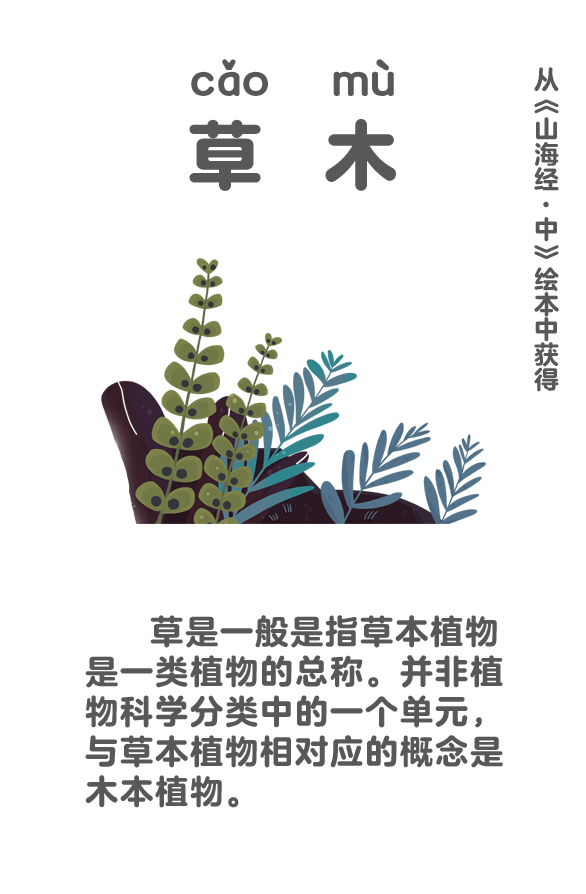 cǎo mù
草 木
从《山海经·中》绘本中获得
草是一般是指草本植物
是一类植物的总称。并非植
物科学分类中的一个单元，
与草本植物相对应的概念是
木本植物。